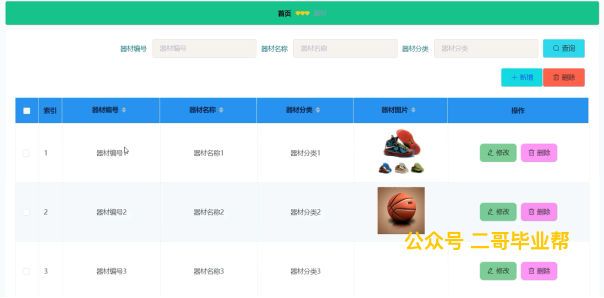 首页
器材编号 器材编号 器材名称 器材名称 器材分类 器材分类 查询
新增 删除
索引 器材编号 器材名称 器材分类 器材图片 操作
1 器材编号1 器材名称1 器材分类1 修改 删除
2 器材编号2 器材名称2 器材分类2 修改 删除
公众号 二哥毕业帮
3 器材编号3 器材名称3 器材分类3 修改 删除